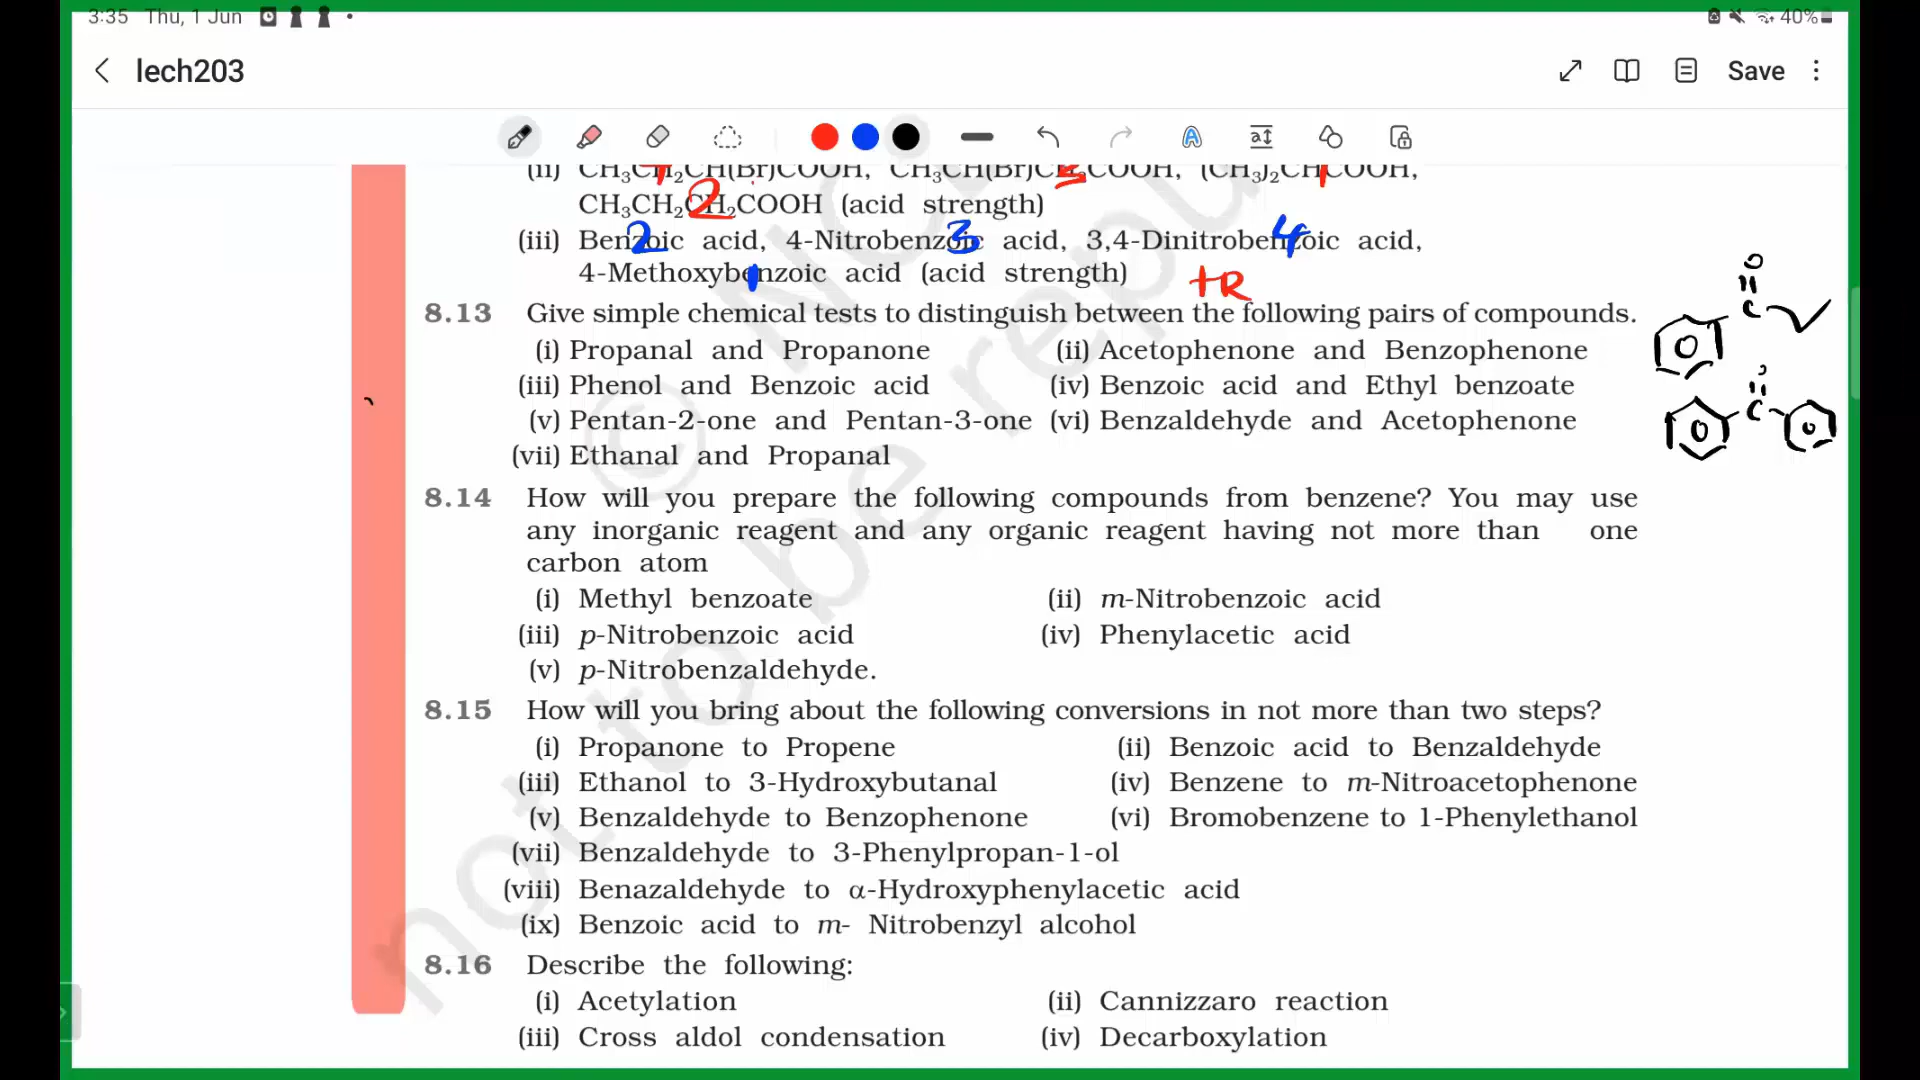 3:35 Thu, 1 Jun
40%
lech203
Save
(ii) CH₃CH₂CH(Br)COOH, CH₃CH(Br)CH₂COOH, (CH₃)₂CHCOOH,
CH₃CH₂CH₂COOH (acid strength)
2
(iii) Benzoic acid, 4-Nitrobenzoic acid, 3,4-Dinitrobenzoic acid,
2 3 4
4-Methoxybenzoic acid (acid strength)
1 +R
8.13 Give simple chemical tests to distinguish between the following pairs of compounds.
(i) Propanal and Propanone (ii) Acetophenone and Benzophenone
(iii) Phenol and Benzoic acid (iv) Benzoic acid and Ethyl benzoate
(v) Pentan-2-one and Pentan-3-one (vi) Benzaldehyde and Acetophenone
(vii) Ethanal and Propanal
O
C
C
8.14 How will you prepare the following compounds from benzene? You may use
any inorganic reagent and any organic reagent having not more than one
carbon atom
(i) Methyl benzoate (ii) m-Nitrobenzoic acid
(iii) p-Nitrobenzoic acid (iv) Phenylacetic acid
(v) p-Nitrobenzaldehyde.
8.15 How will you bring about the following conversions in not more than two steps?
(i) Propanone to Propene (ii) Benzoic acid to Benzaldehyde
(iii) Ethanol to 3-Hydroxybutanal (iv) Benzene to m-Nitroacetophenone
(v) Benzaldehyde to Benzophenone (vi) Bromobenzene to 1-Phenylethanol
(vii) Benzaldehyde to 3-Phenylpropan-1-ol
(viii) Benazaldehyde to α-Hydroxyphenylacetic acid
(ix) Benzoic acid to m- Nitrobenzyl alcohol
8.16 Describe the following:
(i) Acetylation (ii) Cannizzaro reaction
(iii) Cross aldol condensation (iv) Decarboxylation
not to be repu